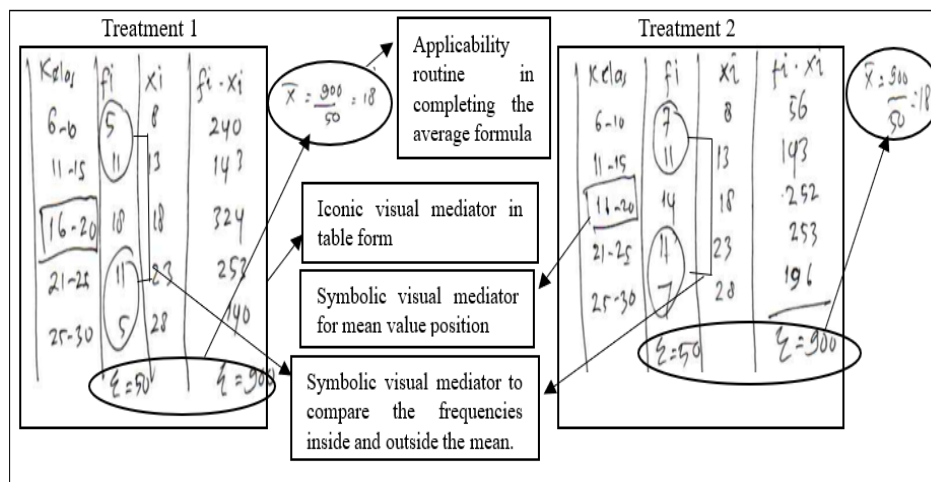 Treatment 1
Kelas fi xi fi . xi
6-10 5 8 240
11-15 11 13 143
16-20 18 18 324
21-25 11 23 253
25-30 5 28 140
Σ=50 Σ=900
x̄ = 900/50 = 18
Applicability
routine in
completing the
average formula
Iconic visual mediator in
table form
Symbolic visual mediator
for mean value position
Symbolic visual mediator to
compare the frequencies
inside and outside the mean.
Treatment 2
Kelas fi xi fi . xi
6-10 7 8 56
11-15 11 13 143
16-20 14 18 252
21-25 11 23 253
25-30 7 28 196
Σ=50 Σ=900
x̄ = 900/50 = 18